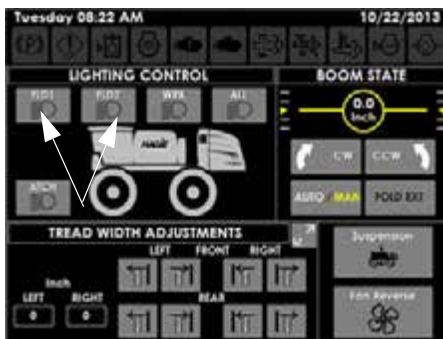 Tuesday 08:22 AM 10/22/2013
LIGHTING CONTROL
FLD1 FLD2 WRK ALL
HAGIE
ATCH
BOOM STATE
0.0
Inch
CW CCW
AUTO MAN FOLD EXT
TREAD WIDTH ADJUSTMENTS
LEFT FRONT RIGHT
Inch
LEFT RIGHT
0 0
REAR
Suspension
Fan Reverse